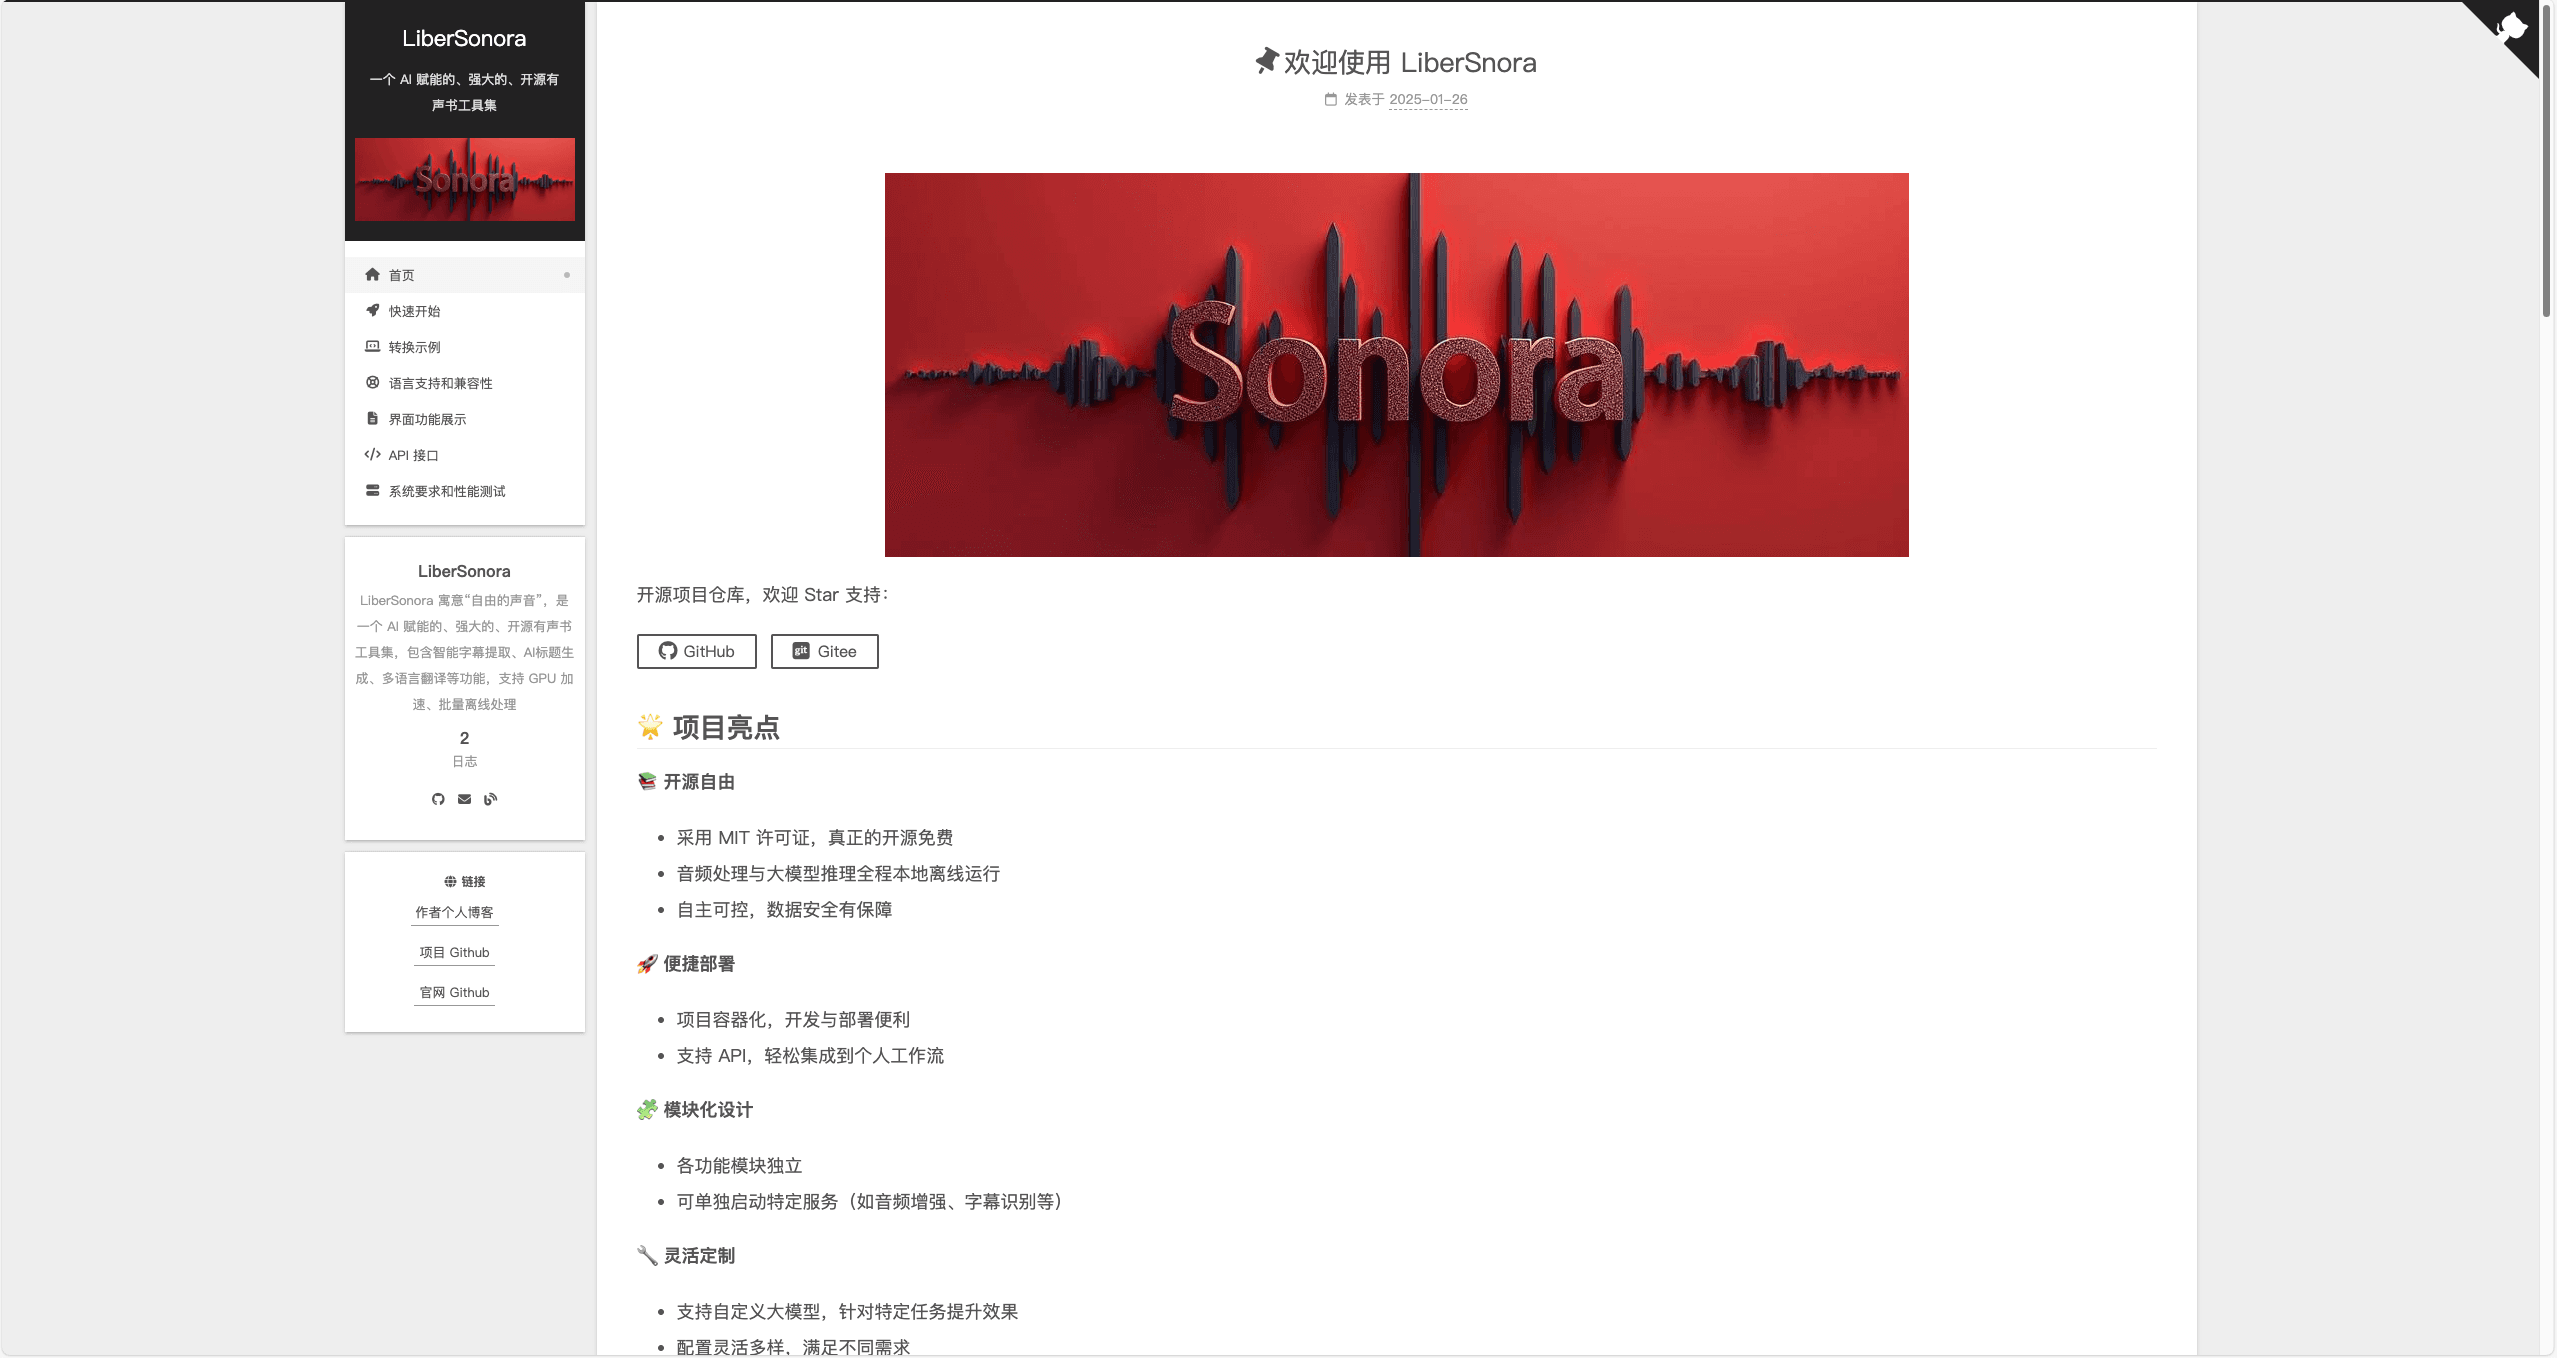 LiberSonora
一个 AI 赋能的、强大的、开源有
声书工具集
Sonora
首页
快速开始
转换示例
语言支持和兼容性
界面功能展示
API 接口
系统要求和性能测试
LiberSonora
LiberSonora 寓意“自由的声音”，是
一个 AI 赋能的、强大的、开源有声书
工具集，包含智能字幕提取、AI标题生
成、多语言翻译等功能，支持 GPU 加
速、批量离线处理
2
日志
链接
作者个人博客
项目 Github
官网 Github
欢迎使用 LiberSnora
发表于 2025-01-26
Sonora
开源项目仓库，欢迎 Star 支持：
GitHub
git Gitee
🌟 项目亮点
📚 开源自由
• 采用 MIT 许可证，真正的开源免费
• 音频处理与大模型推理全程本地离线运行
• 自主可控，数据安全有保障
🚀 便捷部署
• 项目容器化，开发与部署便利
• 支持 API，轻松集成到个人工作流
🧩 模块化设计
• 各功能模块独立
• 可单独启动特定服务（如音频增强、字幕识别等）
🔧 灵活定制
• 支持自定义大模型，针对特定任务提升效果
• 配置灵活多样，满足不同需求